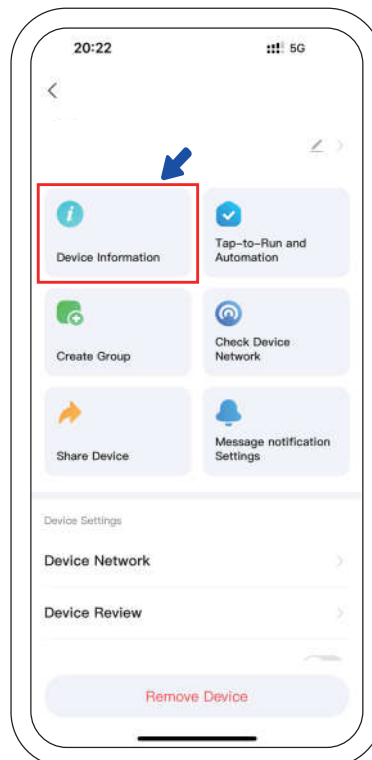 20:22
5G
Device Information
Tap-to-Run and
Automation
Create Group
Check Device
Network
Share Device
Message notification
Settings
Device Settings
Device Network
Device Review
Remove Device